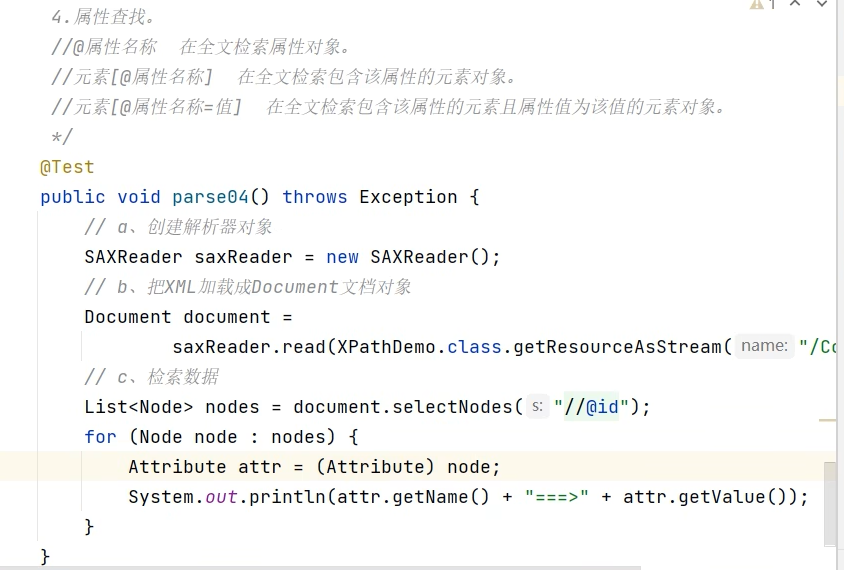 1
4.属性查找。
//@属性名称  在全文检索属性对象。
//元素[@属性名称]  在全文检索包含该属性的元素对象。
//元素[@属性名称=值]  在全文检索包含该属性的元素且属性值为该值的元素对象。
*/
@Test
public void parse04() throws Exception {
// a、创建解析器对象
SAXReader saxReader = new SAXReader();
// b、把XML加载成Document文档对象
Document document =
saxReader.read(XPathDemo.class.getResourceAsStream( name: "/Co
// c、检索数据
List<Node> nodes = document.selectNodes( s: "//@id");
for (Node node : nodes) {
Attribute attr = (Attribute) node;
System.out.println(attr.getName() + "===>" + attr.getValue());
}
}